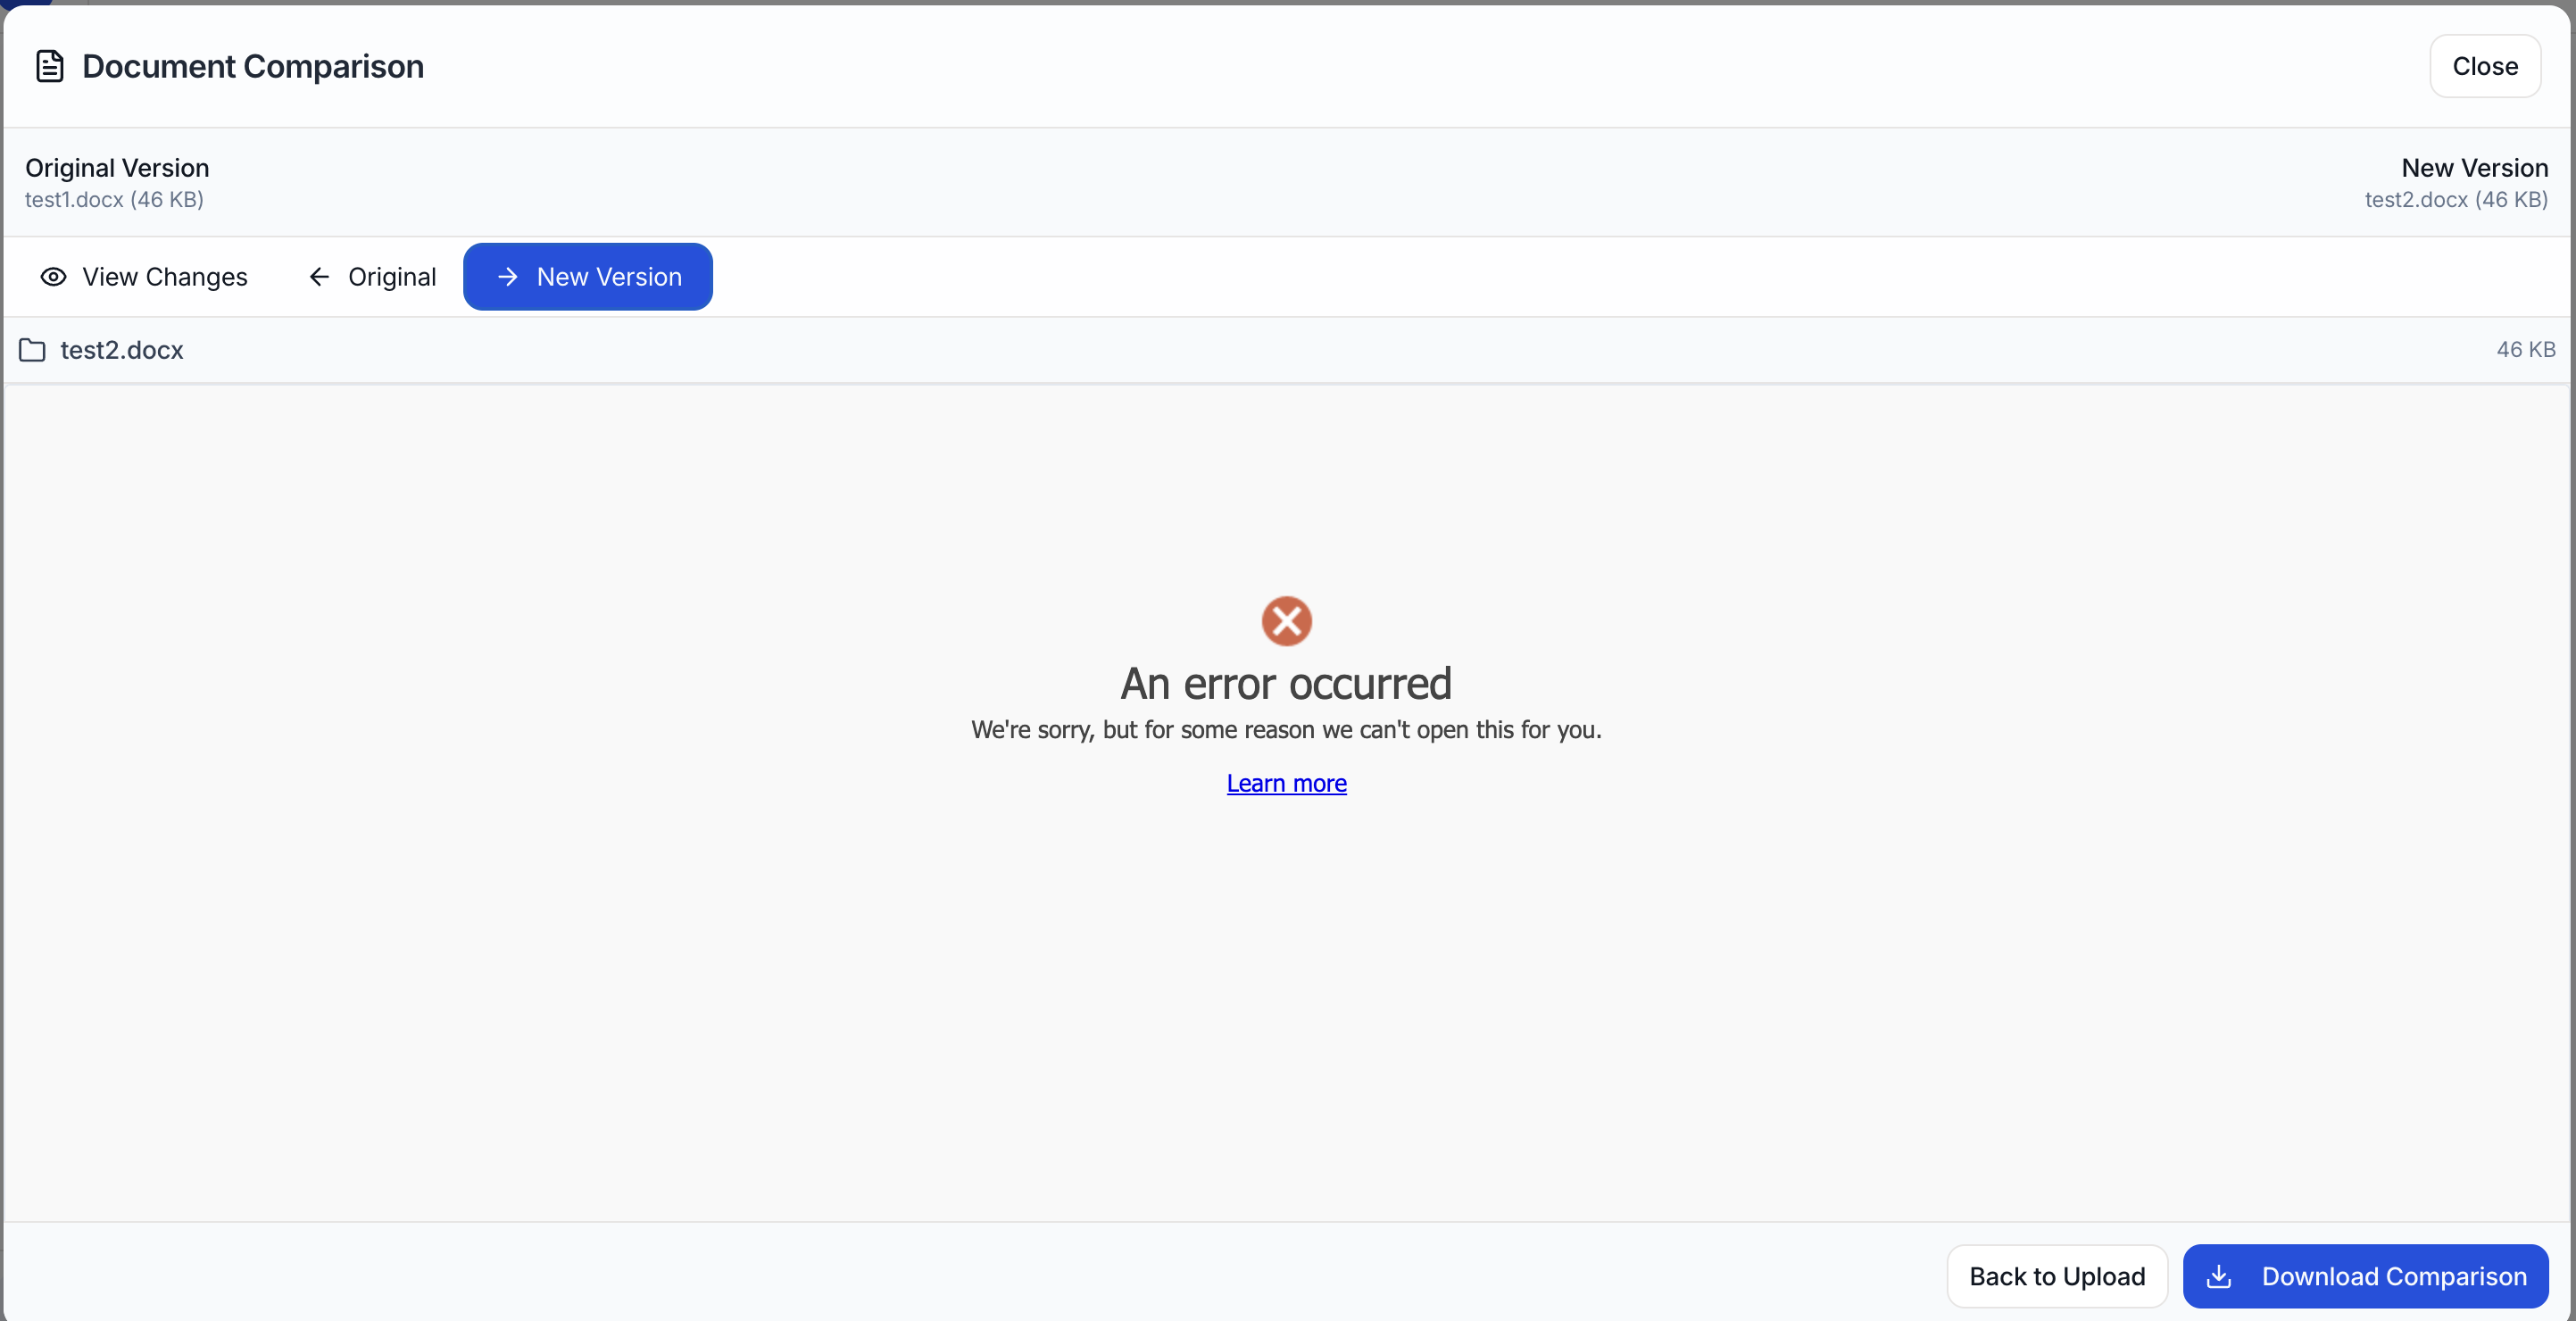 Document Comparison
Close
Original Version
New Version
test1.docx (46 KB)
test2.docx (46 KB)
View Changes
Original
New Version
test2.docx
46 KB
An error occurred
We're sorry, but for some reason we can't open this for you.
Learn more
Back to Upload
Download Comparison